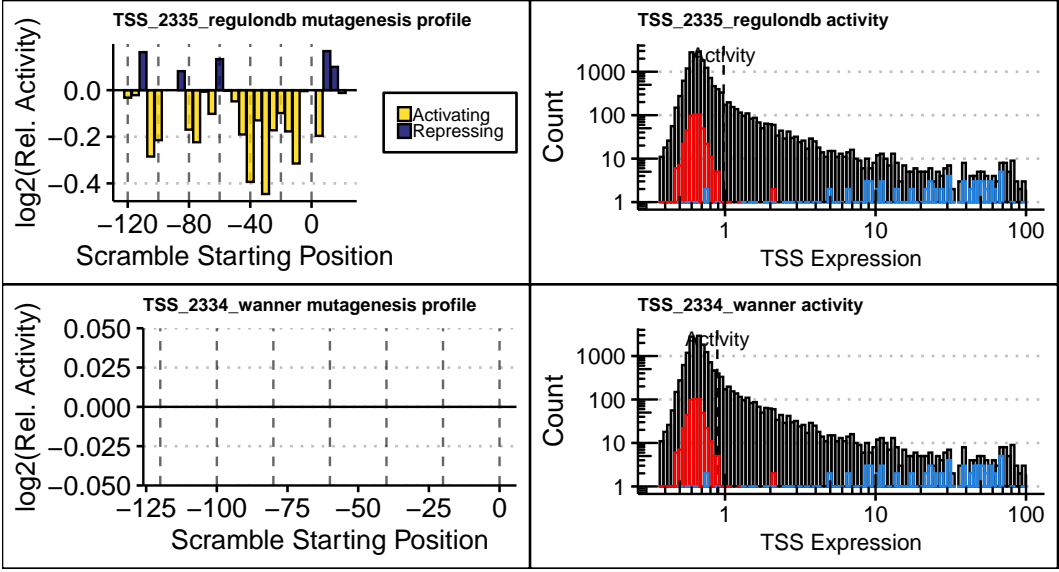 TSS_2335_regulondb mutagenesis profile
log2(Rel. Activity)
0.0
−0.2
−0.4
−120
−80
−40
0
Scramble Starting Position
Activating
Repressing
TSS_2335_regulondb activity
Activity
Count
1000
100
10
1
1
10
100
TSS Expression
TSS_2334_wanner mutagenesis profile
log2(Rel. Activity)
0.050
0.025
0.000
−0.025
−0.050
−125
−100
−75
−50
−25
0
Scramble Starting Position
TSS_2334_wanner activity
Activity
Count
1000
100
10
1
1
10
100
TSS Expression